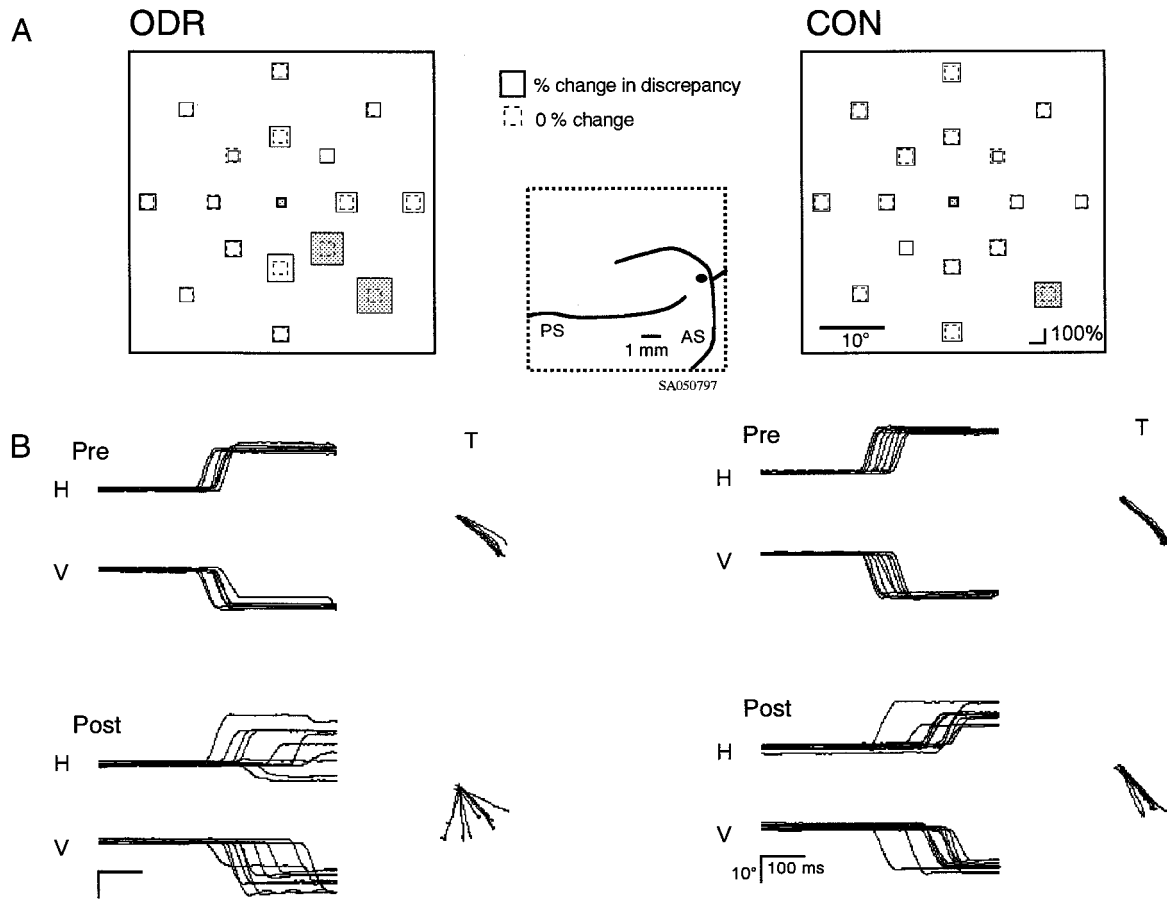 A
ODR
CON
% change in discrepancy
0 % change
PS
1 mm
AS
SA050797
10°
100%
B
Pre
H
V
T
Pre
H
V
T
Post
H
V
Post
H
V
10°
100 ms